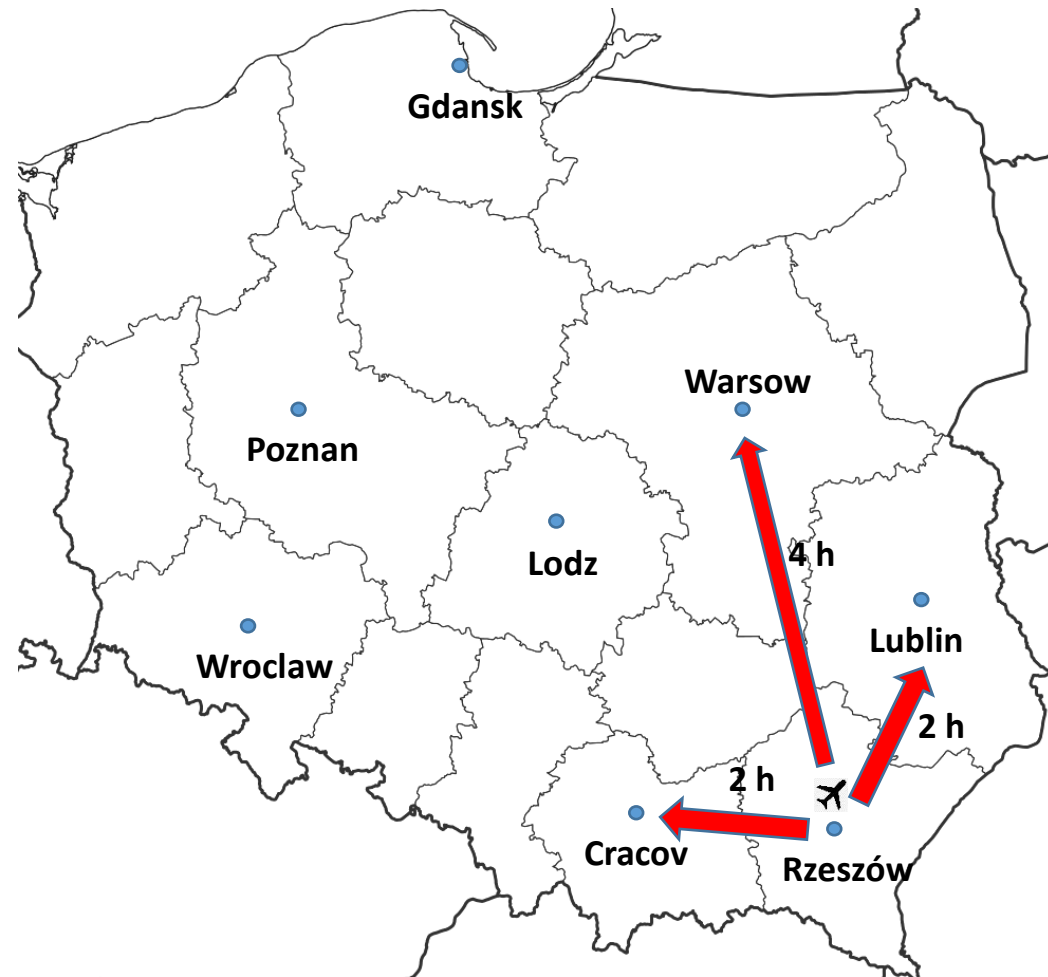 Gdansk
Warsow
Poznan
Lodz
4 h
Lublin
Wroclaw
2 h
2 h
Cracov
Rzeszów